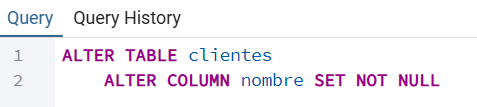 Query Query History
1 ALTER TABLE clientes
2 ALTER COLUMN nombre SET NOT NULL